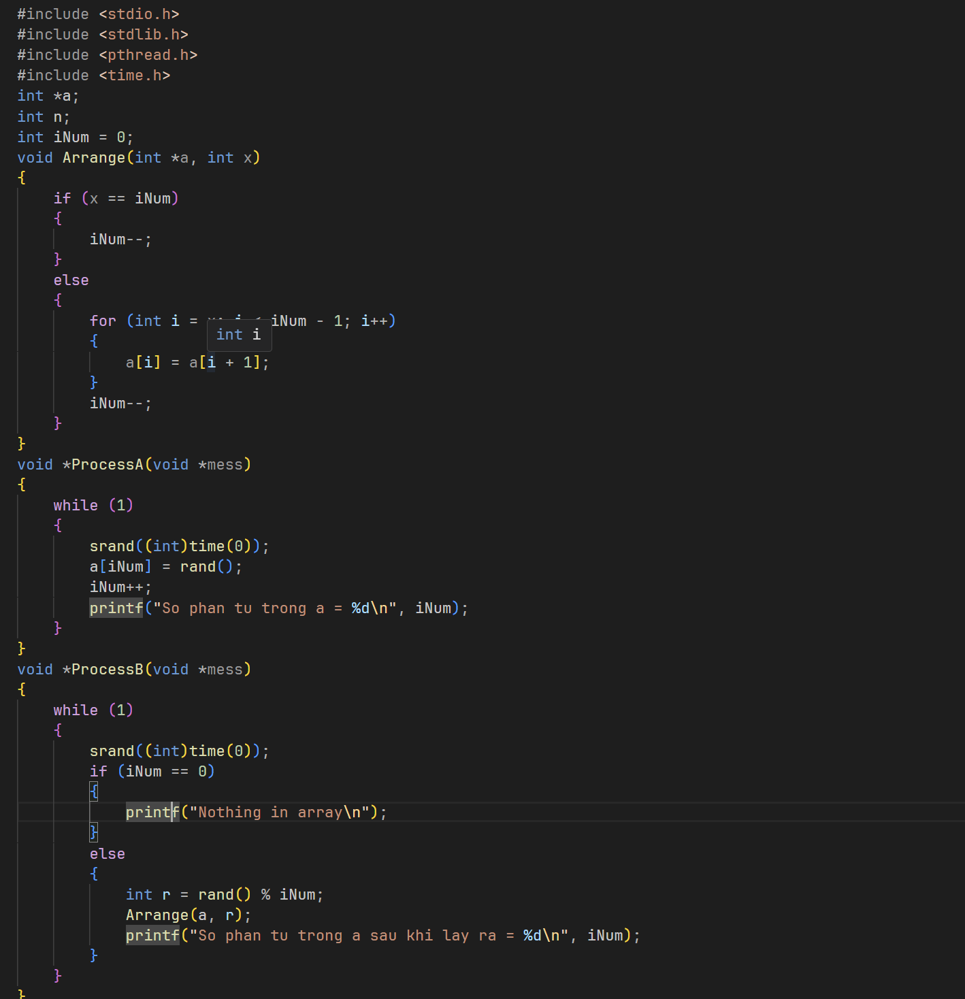 #include <stdio.h>
#include <stdlib.h>
#include <pthread.h>
#include <time.h>
int *a;
int n;
int iNum = 0;
void Arrange(int *a, int x)
{
    if (x == iNum)
    {
        iNum--;
    }
    else
    {
        for (int i = iNum - 1; i++)
        {
int i
            a[i] = a[i + 1];
        }
        iNum--;
    }
}
void *ProcessA(void *mess)
{
    while (1)
    {
        srand((int)time(0));
        a[iNum] = rand();
        iNum++;
        printf("So phan tu trong a = %d\n", iNum);
    }
}
void *ProcessB(void *mess)
{
    while (1)
    {
        srand((int)time(0));
        if (iNum == 0)
        {
            printf("Nothing in array\n");
        }
        else
        {
            int r = rand() % iNum;
            Arrange(a, r);
            printf("So phan tu trong a sau khi lay ra = %d\n", iNum);
        }
    }
}